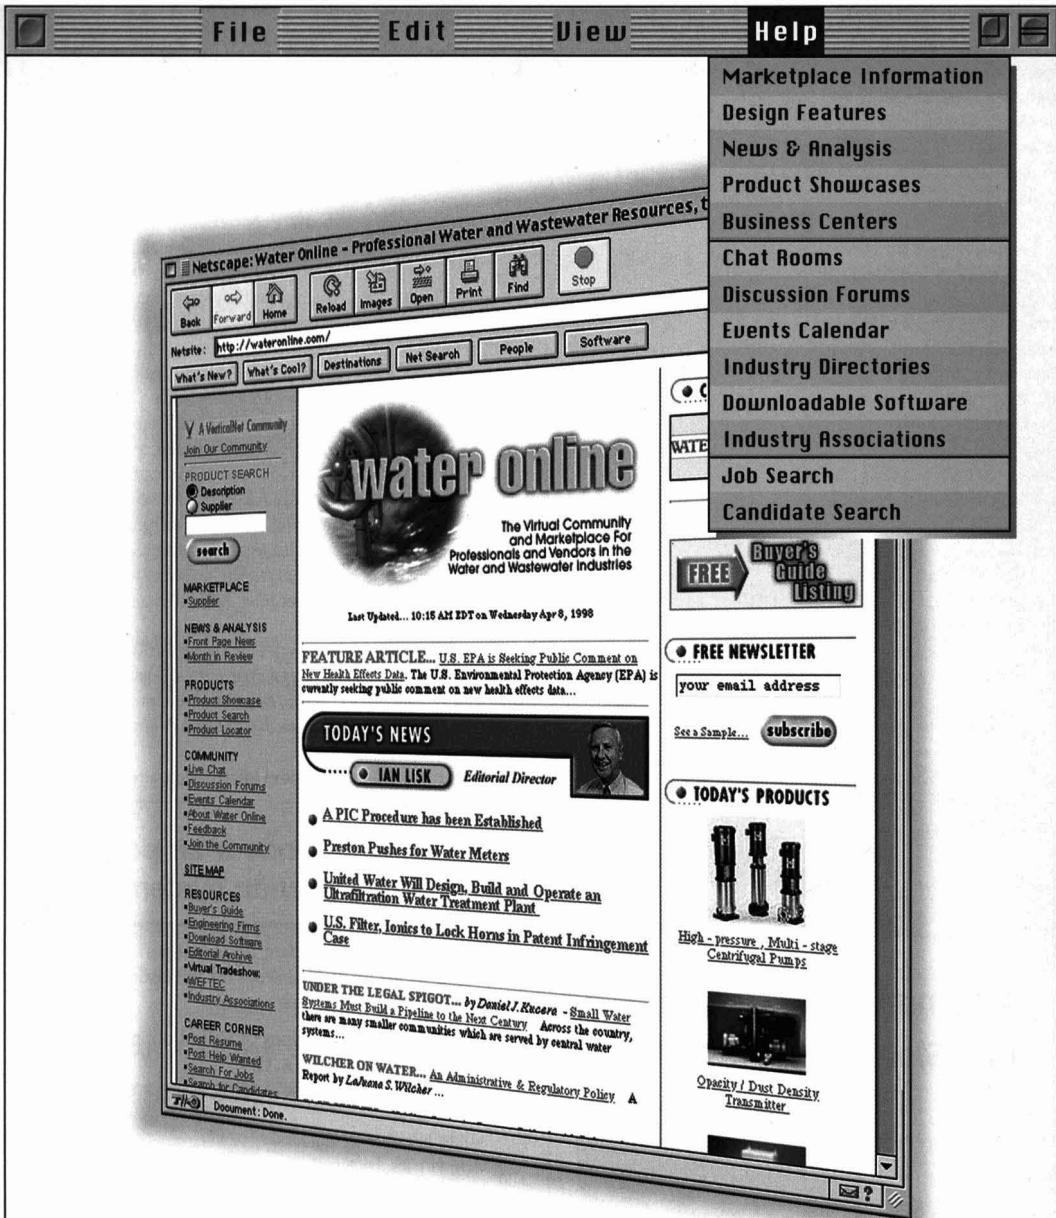 File Edit View Help
Marketplace Information
Design Features
News & Analysis
Product Showcases
Business Centers
Chat Rooms
Discussion Forums
Events Calendar
Industry Directories
Downloadable Software
Industry Associations
Job Search
Candidate Search
Netscape: Water Online - Professional Water and Wastewater Resources, t
Back Forward Home Reload Images Open Print Find Stop
Netsite: http://wateronline.com/
What's New? What's Cool? Destinations Net Search People Software
A VerticalNet Community
Join Our Community
PRODUCT SEARCH
Description
Supplier
search
MARKETPLACE
Supplier
NEWS & ANALYSIS
Front Page News
Month in Review
PRODUCTS
Product Showcase
Product Search
Product Locator
COMMUNITY
Live Chat
Discussion Forums
Events Calendar
About Water Online
Feedback
Join the Community
SITE MAP
RESOURCES
Buyer's Guide
Engineering Firms
Download Software
Editorial Archive
Virtual Tradeshow:
WEFTEC
Industry Associations
CAREER CORNER
Post Resume
Post Help Wanted
Search For Jobs
Search for Candidates
water online
The Virtual Community
and Marketplace For
Professionals and Vendors in the
Water and Wastewater Industries
Last Updated... 10:15 AM EDT on Wednesday Apr 8, 1998
FEATURE ARTICLE... U.S. EPA is Seeking Public Comment on
New Health Effects Data. The U.S. Environmental Protection Agency (EPA) is
currently seeking public comment on new health effects data...
TODAY'S NEWS
IAN LISK Editorial Director
A PIC Procedure has been Established
Preston Pushes for Water Meters
United Water Will Design, Build and Operate an
Ultrafiltration Water Treatment Plant
U.S. Filter, Ionics to Lock Horns in Patent Infringement
Case
UNDER THE LEGAL SPIGOT... by Daniel J. Kucera - Small Water
Systems Must Build a Pipeline to the Next Century Across the country,
there are many smaller communities which are served by central water
systems...
WILCHER ON WATER... An Administrative & Regulatory Policy A
Report by LaJuana S. Wilcher ...
WATE
FREE
Buyer's
Guide
Listing
FREE NEWSLETTER
your email address
See a Sample... subscribe
TODAY'S PRODUCTS
High - pressure , Multi - stage
Centrifugal Pumps
Opacity / Dust Density
Transmitter
Document: Done.